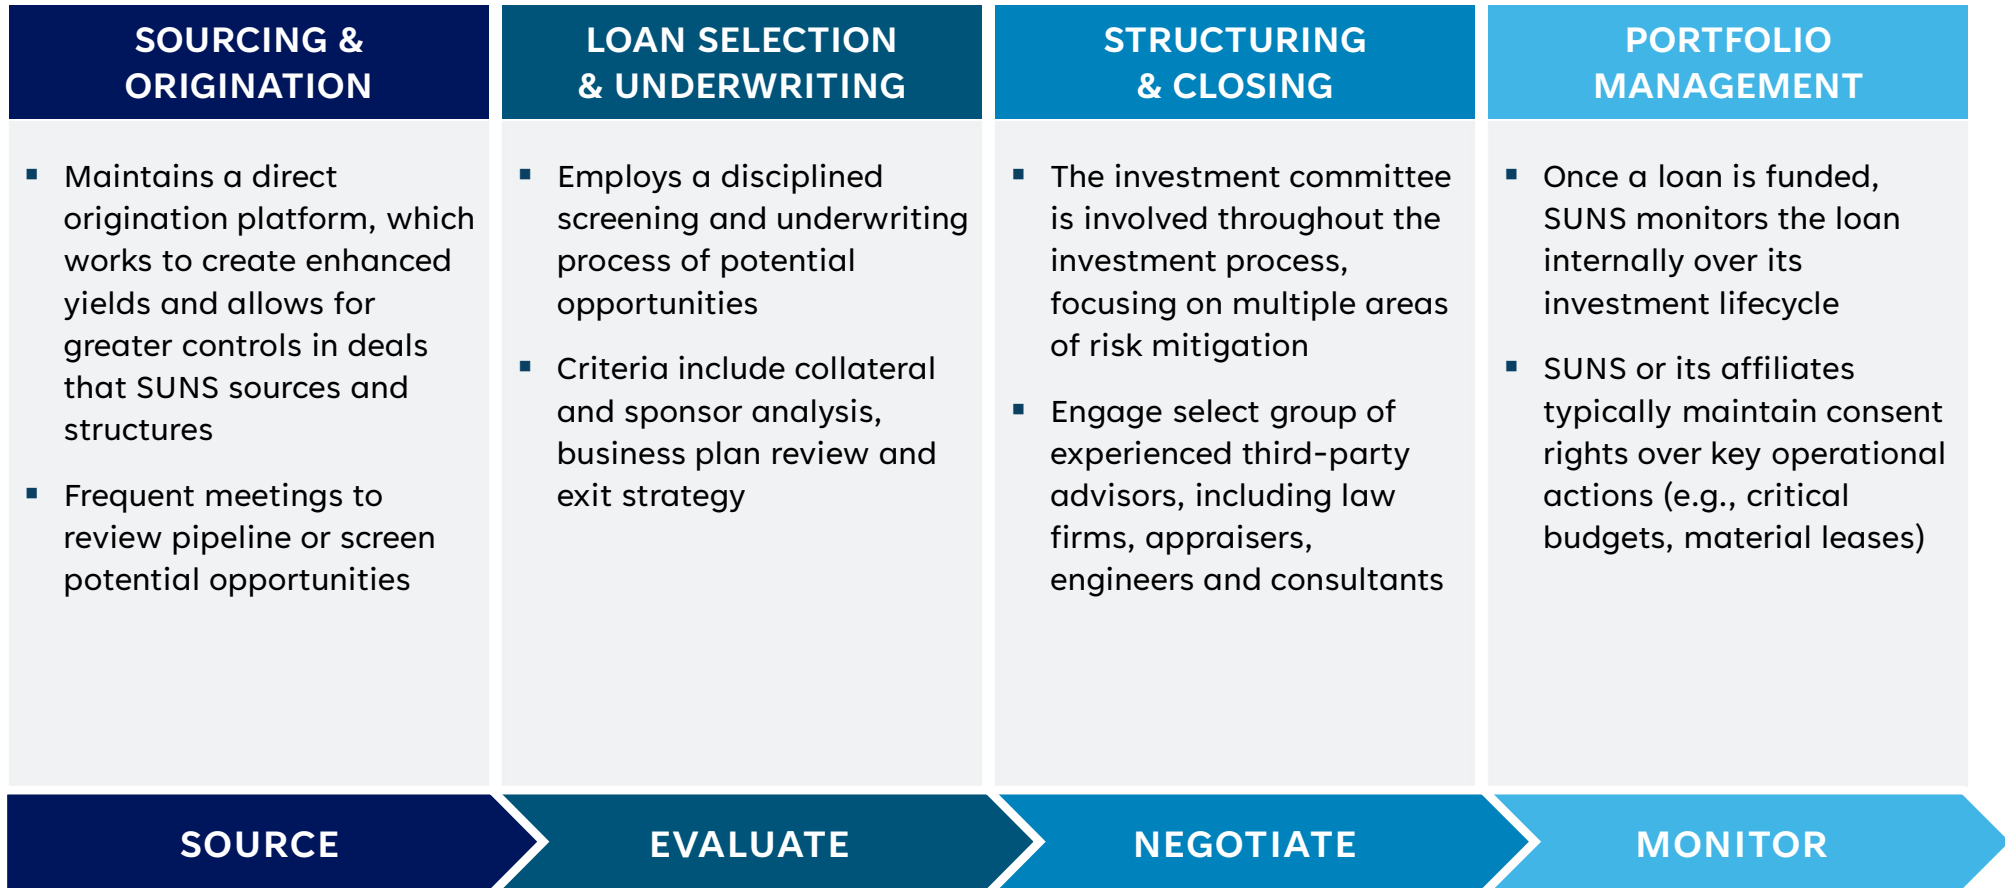 SOURCING &
ORIGINATION
▪ Maintains a direct
origination platform, which
works to create enhanced
yields and allows for
greater controls in deals
that SUNS sources and
structures
▪ Frequent meetings to
review pipeline or screen
potential opportunities
SOURCE
LOAN SELECTION
& UNDERWRITING
▪ Employs a disciplined
screening and underwriting
process of potential
opportunities
▪ Criteria include collateral
and sponsor analysis,
business plan review and
exit strategy
EVALUATE
STRUCTURING
& CLOSING
▪ The investment committee
is involved throughout the
investment process,
focusing on multiple areas
of risk mitigation
▪ Engage select group of
experienced third-party
advisors, including law
firms, appraisers,
engineers and consultants
NEGOTIATE
PORTFOLIO
MANAGEMENT
▪ Once a loan is funded,
SUNS monitors the loan
internally over its
investment lifecycle
▪ SUNS or its affiliates
typically maintain consent
rights over key operational
actions (e.g., critical
budgets, material leases)
MONITOR